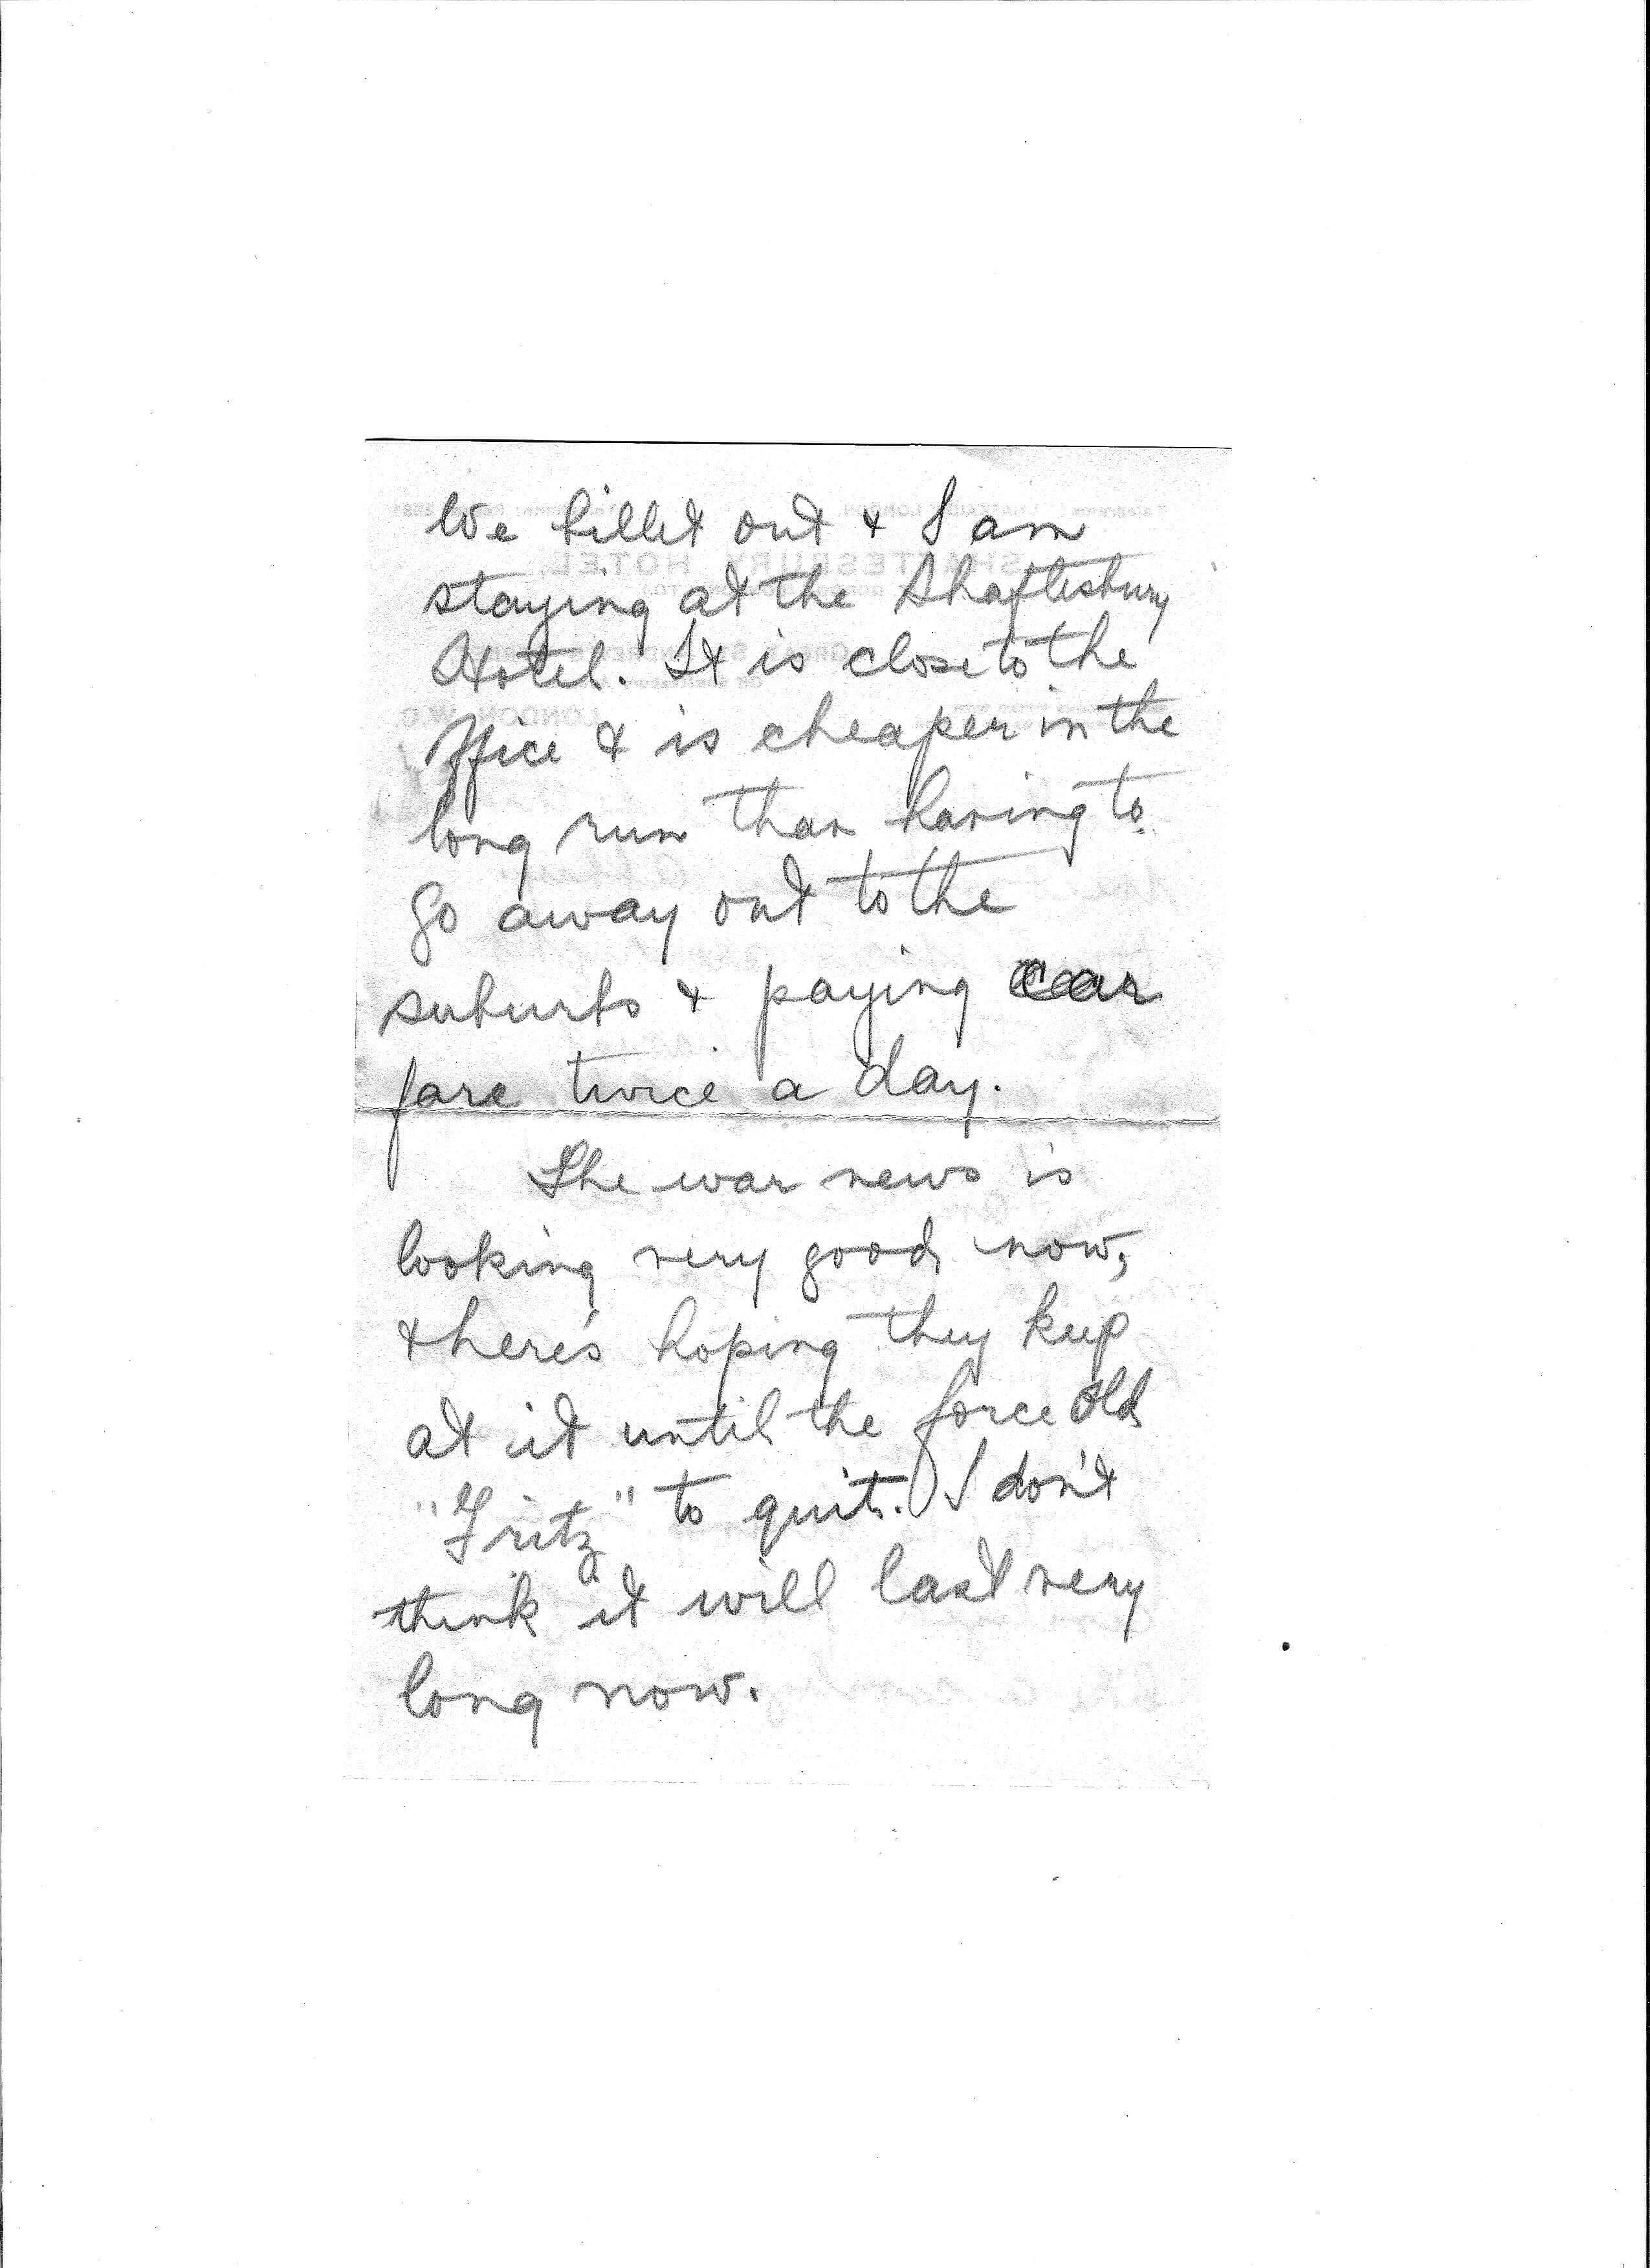 We billet out & I am
staying at the Shaftesbury
Hotel. It is close to the
office & is cheaper in the
long run than having to
go away out to the
suburbs & paying car
fare twice a day.
The war news is
looking very good now,
& here's hoping they keep
at it until the force old
"Fritz" to quit. I don't
think it will last very
long now.